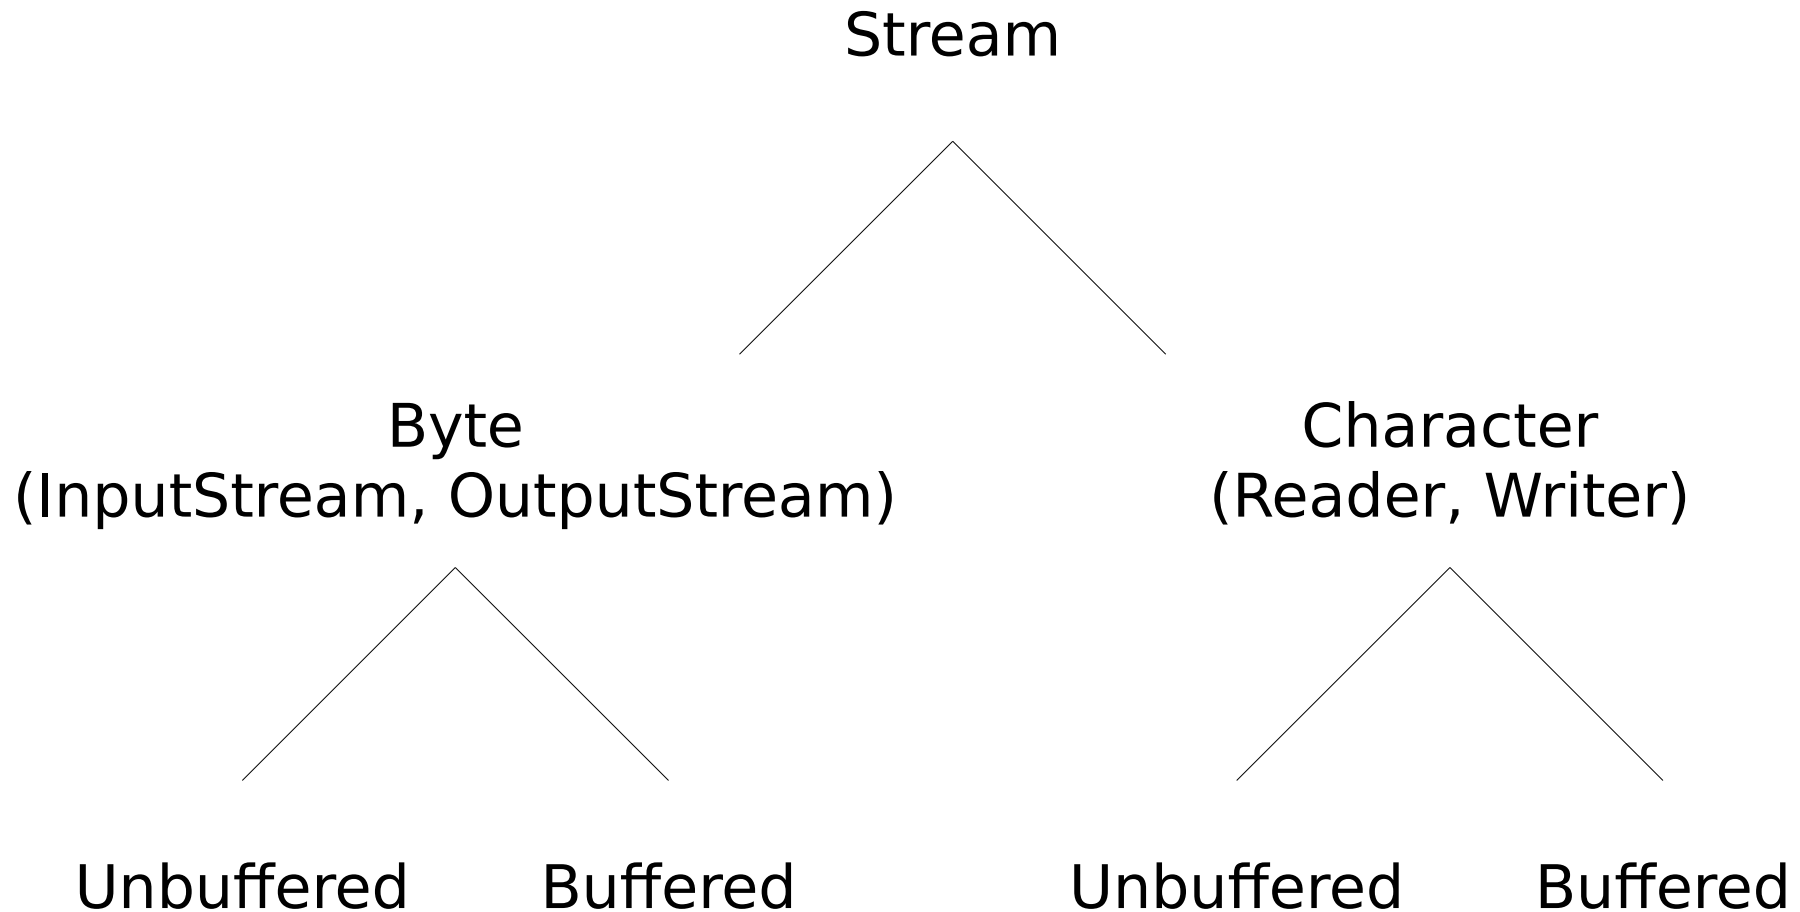 Stream
Byte
(InputStream, OutputStream)
Character
(Reader, Writer)
Unbuffered
Buffered
Unbuffered
Buffered